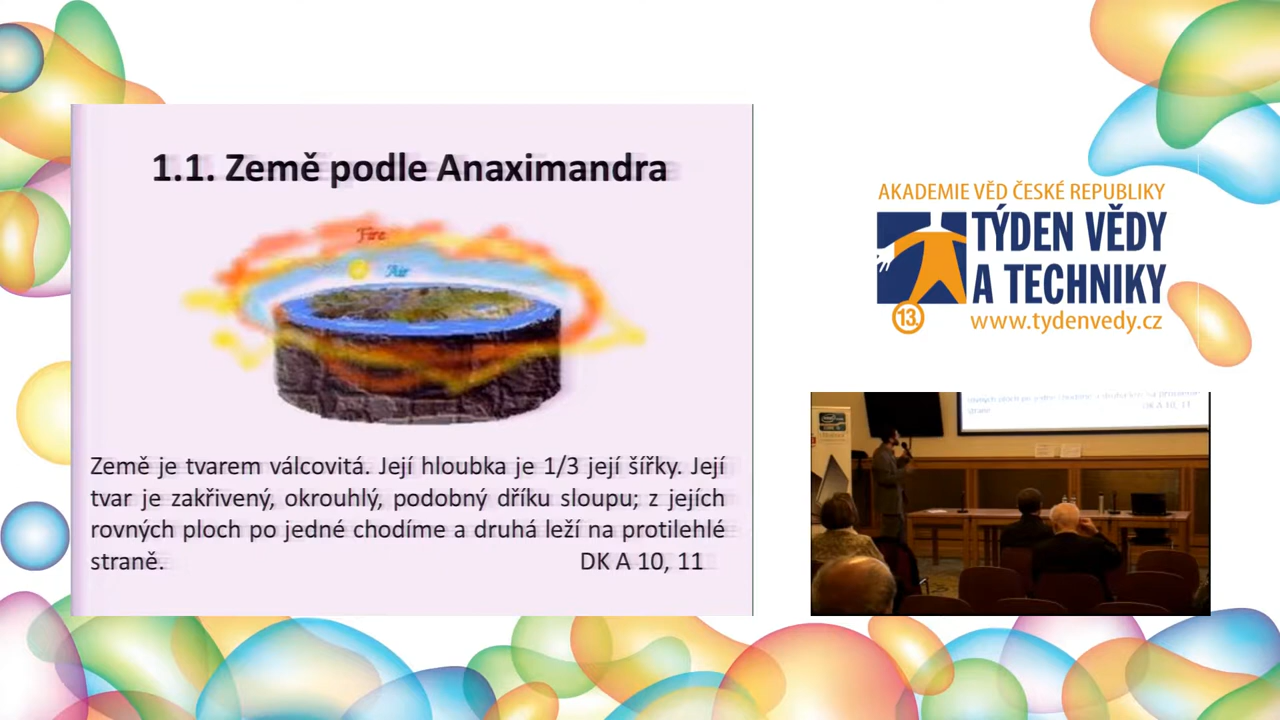 1.1. Země podle Anaximandra
Fire
Air
Země je tvarem válcovitá. Její hloubka je 1/3 její šířky. Její
tvar je zakřivený, okrouhlý, podobný dříku sloupu; z jejích
rovných ploch po jedné chodíme a druhá leží na protilehlé
straně. DK A 10, 11
AKADEMIE VĚD ČESKÉ REPUBLIKY
TÝDEN VĚDY
A TECHNIKY
13.
www.tydenvedy.cz
straně
DK A 10, 11